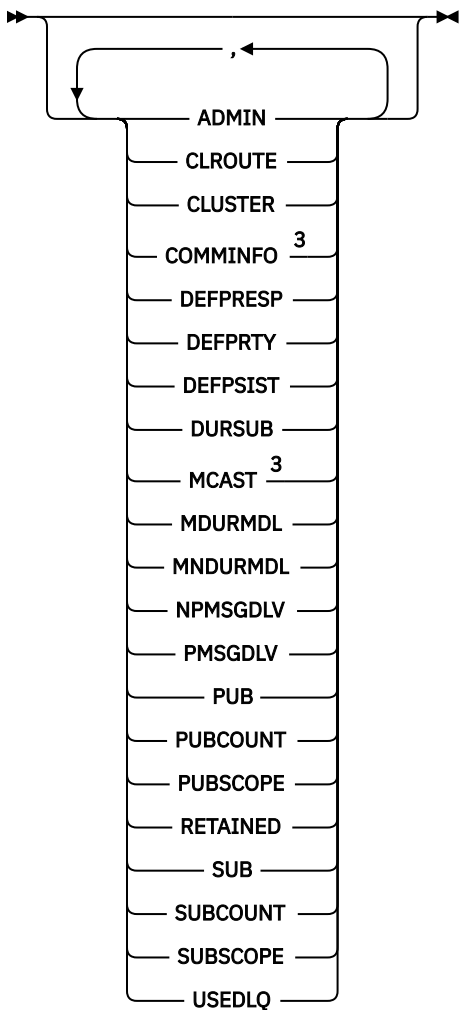 ,
ADMIN
CLROUTE
CLUSTER
COMMINFO 3
DEFPRESP
DEFPRTY
DEFPSIST
DURSUB
MCAST 3
MDURMDL
MNDURMDL
NPMSGDLV
PMSGDLV
PUB
PUBCOUNT
PUBSCOPE
RETAINED
SUB
SUBCOUNT
SUBSCOPE
USEDLQ